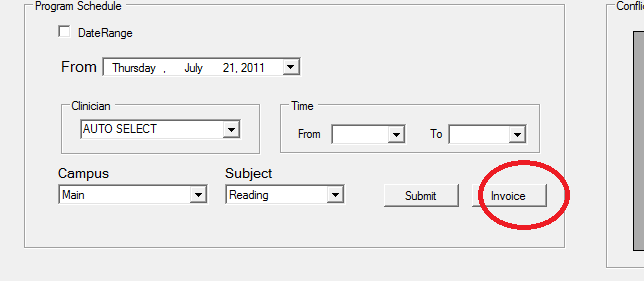 Program Schedule
Confli
DateRange
From Thursday , July 21, 2011
Clinician
Time
AUTO SELECT
From To
Campus Subject
Main Reading
Submit Invoice